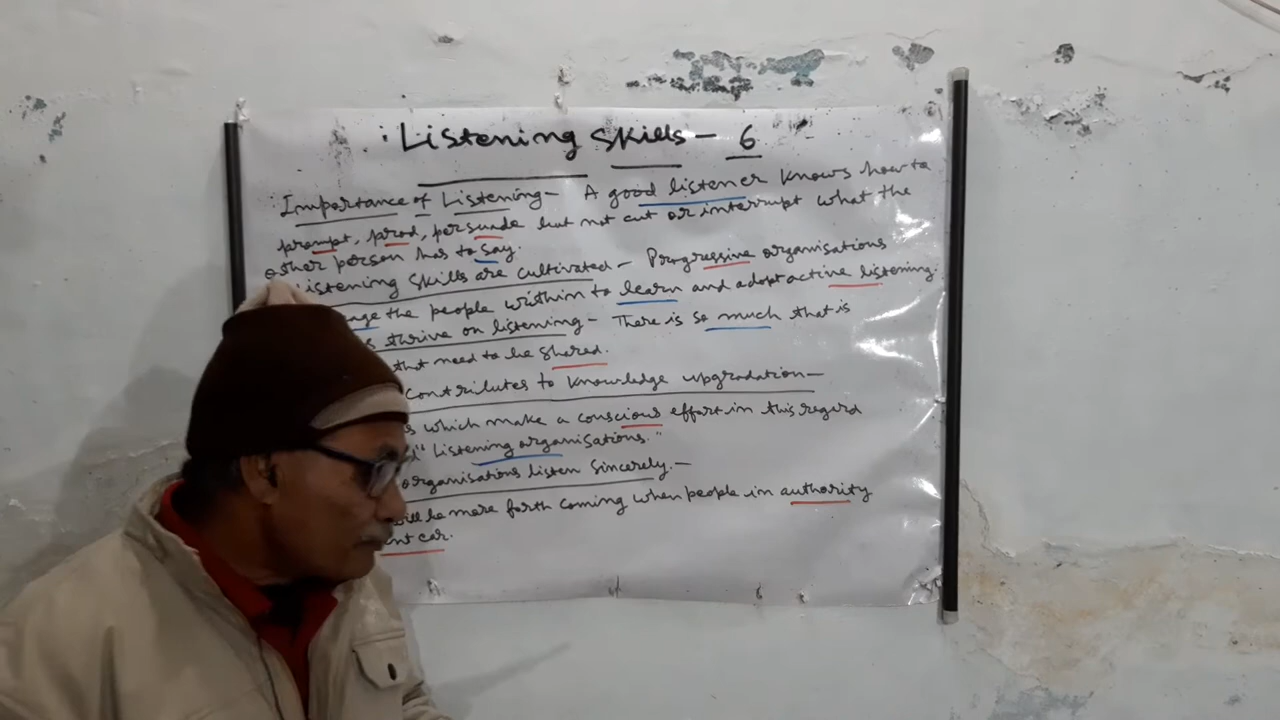 : Listening Skills - 6
Importance of Listening - A good listener knows how to
prompt, prod, persuade but not cut or interrupt what the
other person has to say.
istening Skills are cultivated - Progressive organisations
age the people within to learn and adopt active listening.
s thrive on listening - There is so much that is
that need to be shared.
contributes to knowledge upgradation -
s which make a conscious effort in this regard
d "Listening organisations."
organisations listen sincerely. -
will be more forth coming when people in authority
nt ear.